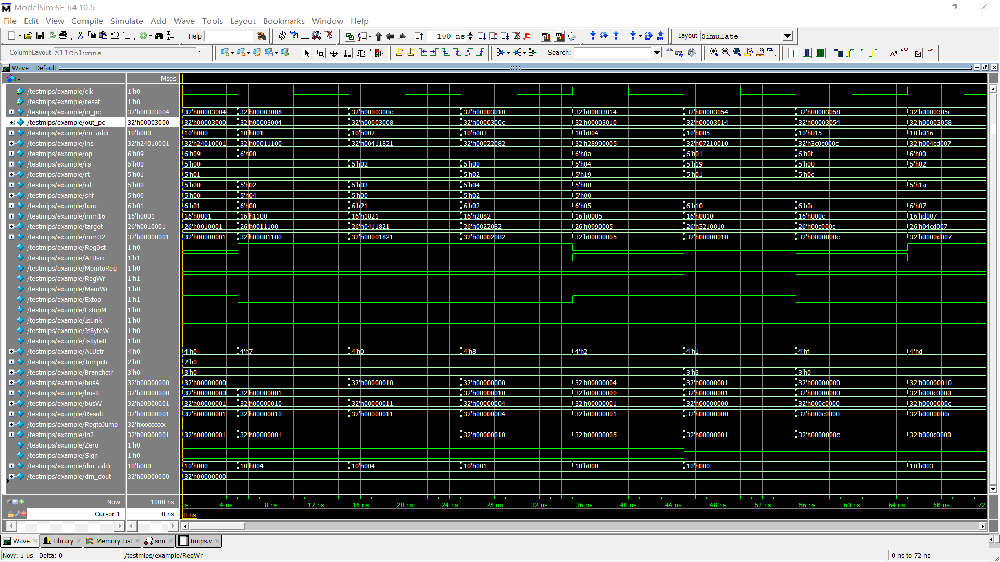 ModelSim SE-64 10.5
File Edit View Compile Simulate Add Wave Tools Layout Bookmarks Window Help
Help 100 ns Layout Simulate
ColumnLayout AllColumns Search:
Wave - Default
Msgs
/testmips/example/clk 1'h0
/testmips/example/reset 1'h0
/testmips/example/in_pc 32'h00003004 32'h00003004 32'h00003008 32'h0000300c 32'h00003010 32'h00003014 32'h00003054 32'h00003058 32'h0000305c
/testmips/example/out_pc 32'h00003000 32'h00003000 32'h00003004 32'h00003008 32'h0000300c 32'h00003010 32'h00003014 32'h00003054 32'h00003058
/testmips/example/im_addr 10'h000 10'h000 10'h001 10'h002 10'h003 10'h004 10'h005 10'h015 10'h016
/testmips/example/ins 32'h24010001 32'h24010001 32'h00011100 32'h00411821 32'h00022082 32'h28990005 32'h07210010 32'h3c0c000c 32'h004cd007
/testmips/example/op 6'h09 6'h09 6'h00 6'h0a 6'h01 6'h0f 6'h00
/testmips/example/rs 5'h00 5'h00 5'h02 5'h00 5'h04 5'h19 5'h00 5'h02
/testmips/example/rt 5'h01 5'h01 5'h02 5'h19 5'h01 5'h0c
/testmips/example/rd 5'h00 5'h00 5'h02 5'h03 5'h04 5'h00 5'h1a
/testmips/example/shf 5'h00 5'h00 5'h04 5'h00 5'h02 5'h00
/testmips/example/func 6'h01 6'h01 6'h00 6'h21 6'h02 6'h05 6'h10 6'h0c 6'h07
/testmips/example/imm16 16'h0001 16'h0001 16'h1100 16'h1821 16'h2082 16'h0005 16'h0010 16'h000c 16'hd007
/testmips/example/target 26'h0010001 26'h0010001 26'h0011100 26'h0411821 26'h0022082 26'h0990005 26'h3210010 26'h00c000c 26'h04cd007
/testmips/example/imm32 32'h00000001 32'h00000001 32'h00001100 32'h00001821 32'h00002082 32'h00000005 32'h00000010 32'h0000000c 32'h0000d007
/testmips/example/RegDst 1'h0
/testmips/example/ALUsrc 1'h1
/testmips/example/MemtoReg 1'h0
/testmips/example/RegWr 1'h1
/testmips/example/MemWr 1'h0
/testmips/example/Extop 1'h1
/testmips/example/ExtopM 1'h0
/testmips/example/IsLink 1'h0
/testmips/example/IsByteW 1'h0
/testmips/example/IsByteB 1'h0
/testmips/example/ALUctr 4'h0 4'h0 4'h7 4'h0 4'h8 4'h2 4'h1 4'hf 4'hd
/testmips/example/Jumpctr 2'h0 2'h0
/testmips/example/Branchctr 3'h0 3'h0 3'h3 3'h0
/testmips/example/busA 32'h00000000 32'h00000000 32'h00000010 32'h00000000 32'h00000004 32'h00000001 32'h00000000 32'h00000010
/testmips/example/busB 32'h00000000 32'h00000000 32'h00000001 32'h00000010 32'h00000000 32'h00000001 32'h00000000 32'h000c0000
/testmips/example/busW 32'h00000001 32'h00000001 32'h00000010 32'h00000011 32'h00000004 32'h00000001 32'h00000000 32'h000c0000 32'h0000000c
/testmips/example/Result 32'h00000001 32'h00000001 32'h00000010 32'h00000011 32'h00000004 32'h00000001 32'h00000000 32'h000c0000 32'h0000000c
/testmips/example/RegtoJump 32'hxxxxxxxx
/testmips/example/in2 32'h00000001 32'h00000001 32'h00000001 32'h00000010 32'h00000005 32'h00000001 32'h0000000c 32'h000c0000
/testmips/example/Zero 1'h0
/testmips/example/Sign 1'h0
/testmips/example/dm_addr 10'h000 10'h000 10'h004 10'h004 10'h001 10'h000 10'h000 10'h003
/testmips/example/dm_dout 32'h00000000 32'h00000000
Now 1000 ns ns 4 ns 8 ns 12 ns 16 ns 20 ns 24 ns 28 ns 32 ns 36 ns 40 ns 44 ns 48 ns 52 ns 56 ns 60 ns 64 ns 68 ns 72
Cursor 1 0 ns 0 ns
Wave Library Memory List sim tmips.v
Now: 1 us Delta: 0 /testmips/example/RegWr 0 ns to 72 ns